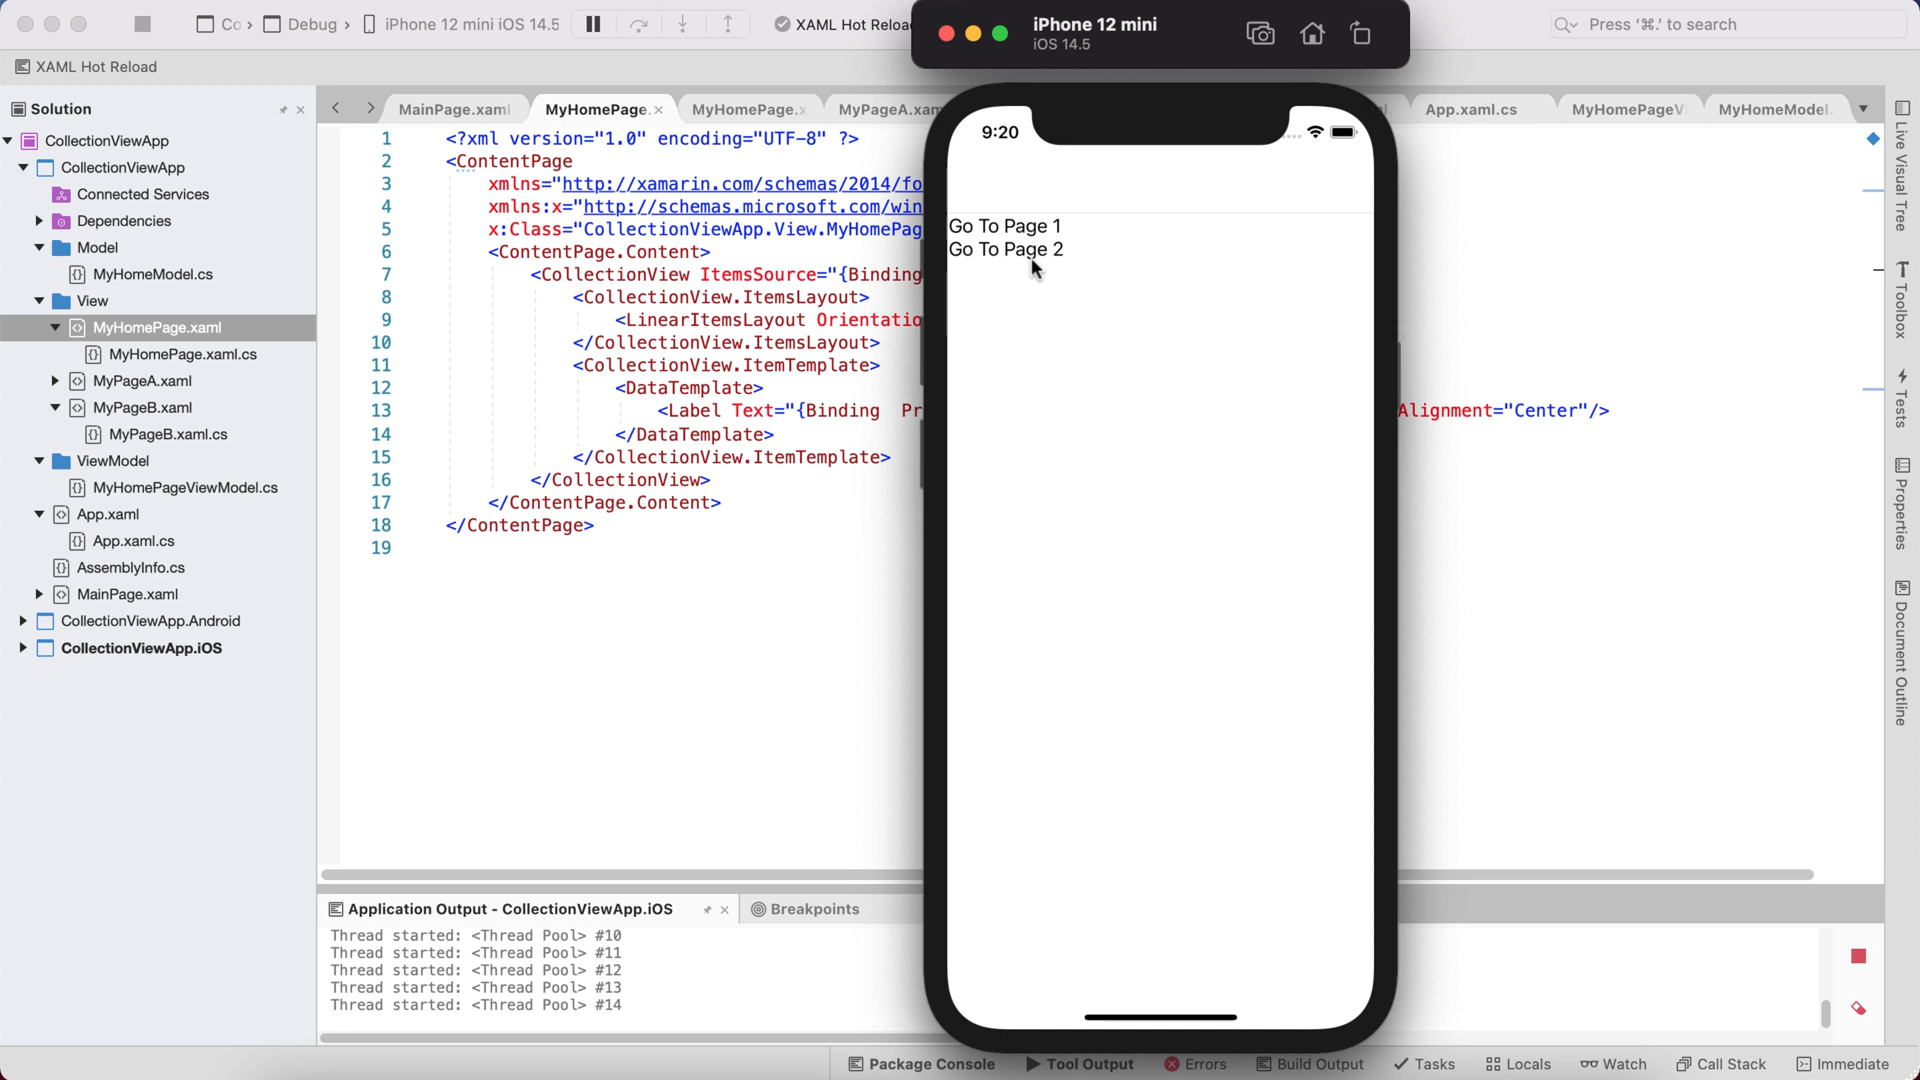 Co › Debug › iPhone 12 mini iOS 14.5
XAML Hot Reload
iPhone 12 mini
iOS 14.5
Press ‘⌘.’ to search
XAML Hot Reload
Solution
CollectionViewApp
CollectionViewApp
Connected Services
Dependencies
Model
MyHomeModel.cs
View
MyHomePage.xaml
MyHomePage.xaml.cs
MyPageA.xaml
MyPageB.xaml
MyPageB.xaml.cs
ViewModel
MyHomePageViewModel.cs
App.xaml
App.xaml.cs
AssemblyInfo.cs
MainPage.xaml
CollectionViewApp.Android
CollectionViewApp.iOS
MainPage.xaml
MyHomePage.
MyHomePage.x
MyPageA.xam
App.xaml.cs
MyHomePageV
MyHomeModel.
1 <?xml version="1.0" encoding="UTF-8" ?>
2 <ContentPage
3 xmlns="http://xamarin.com/schemas/2014/fo
4 xmlns:x="http://schemas.microsoft.com/win
5 x:Class="CollectionViewApp.View.MyHomePag
6 <ContentPage.Content>
7 <CollectionView ItemsSource="{Binding
8 <CollectionView.ItemsLayout>
9 <LinearItemsLayout Orientatio
10 </CollectionView.ItemsLayout>
11 <CollectionView.ItemTemplate>
12 <DataTemplate>
13 <Label Text="{Binding Pr Alignment="Center"/>
14 </DataTemplate>
15 </CollectionView.ItemTemplate>
16 </CollectionView>
17 </ContentPage.Content>
18 </ContentPage>
19
9:20
Go To Page 1
Go To Page 2
Live Visual Tree
Toolbox
Tests
Properties
Document Outline
Application Output - CollectionViewApp.iOS
Breakpoints
Thread started: <Thread Pool> #10
Thread started: <Thread Pool> #11
Thread started: <Thread Pool> #12
Thread started: <Thread Pool> #13
Thread started: <Thread Pool> #14
Package Console
Tool Output
Errors
Build Output
Tasks
Locals
Watch
Call Stack
Immediate